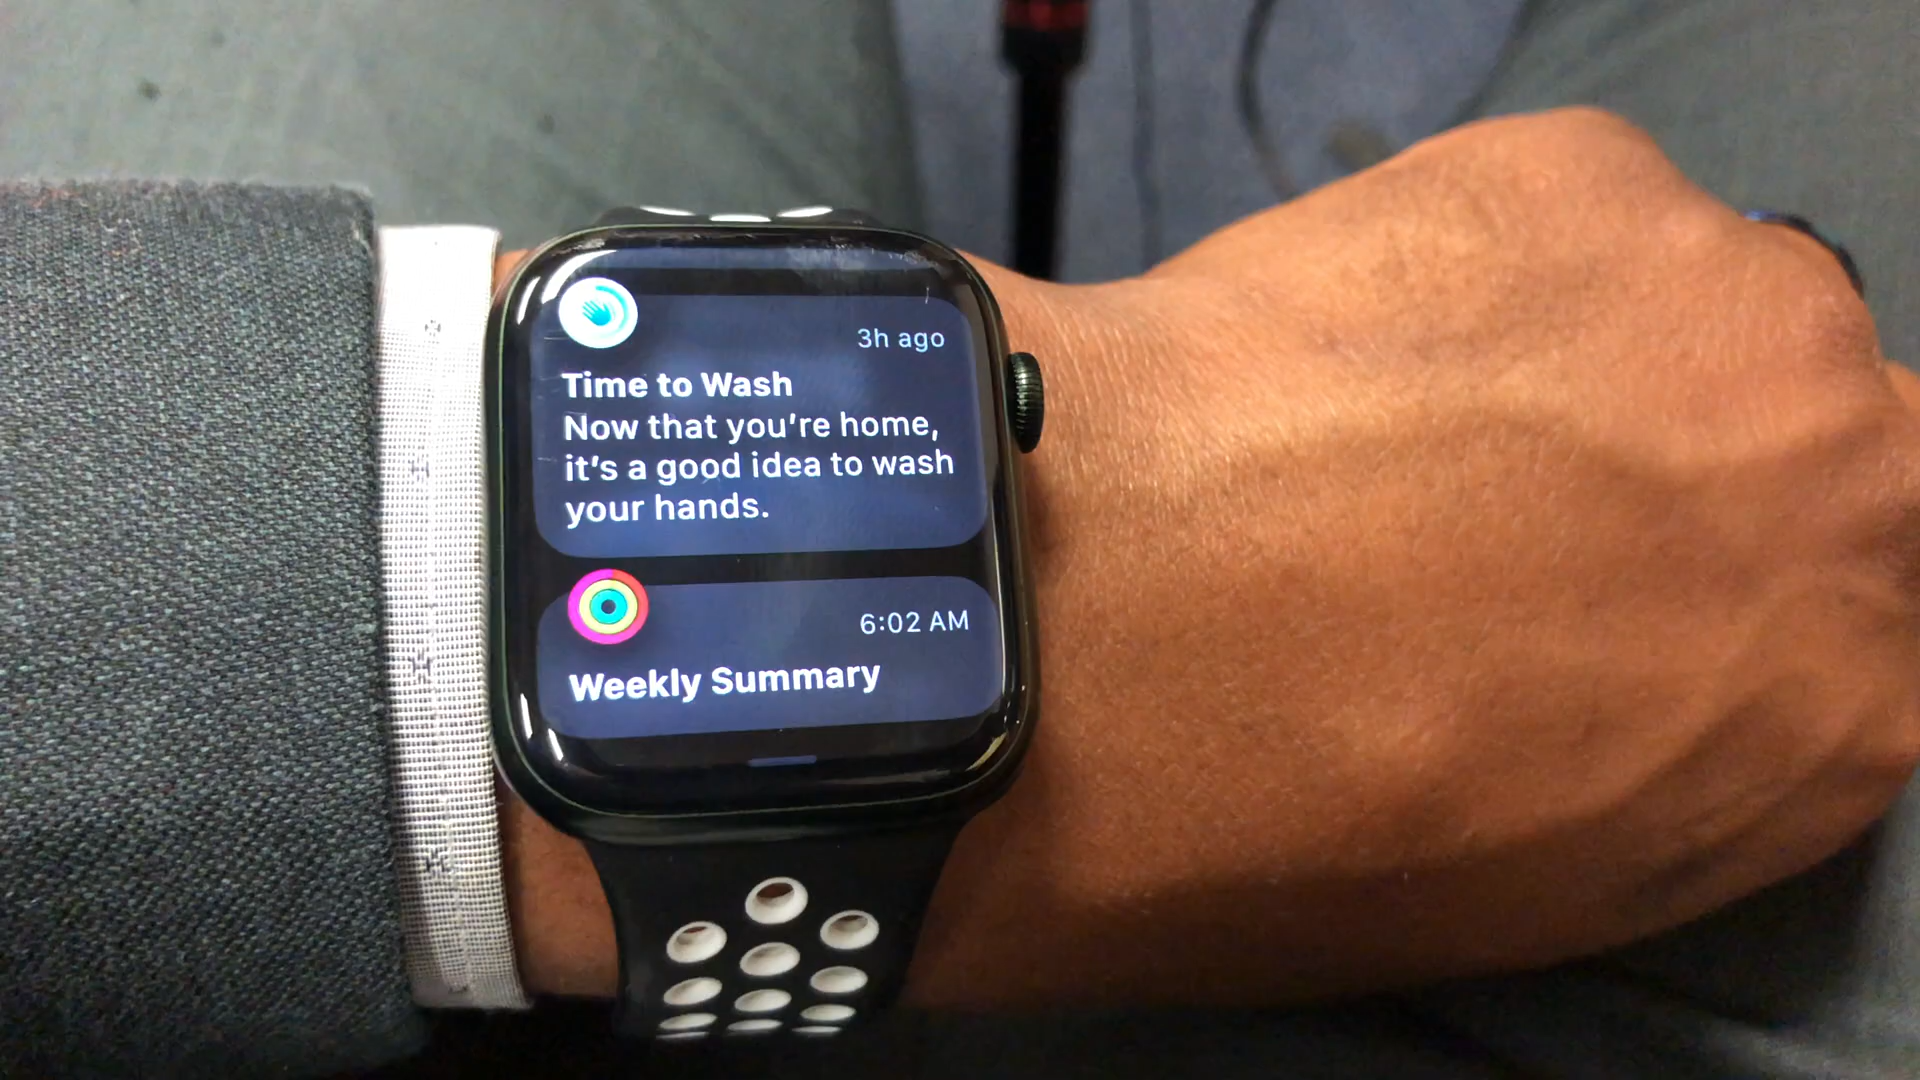 3h ago
Time to Wash
Now that you're home,
it's a good idea to wash
your hands.
6:02 AM
Weekly Summary